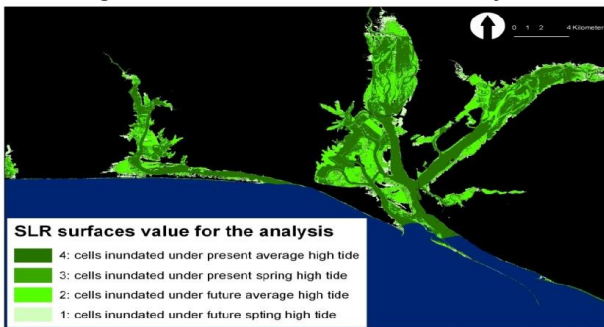 0 1 2 4 Kilometer
SLR surfaces value for the analysis
4: cells inundated under present average high tide
3: cells inundated under present spring high tide
2: cells inundated under future average high tide
1: cells inundated under future spting high tide